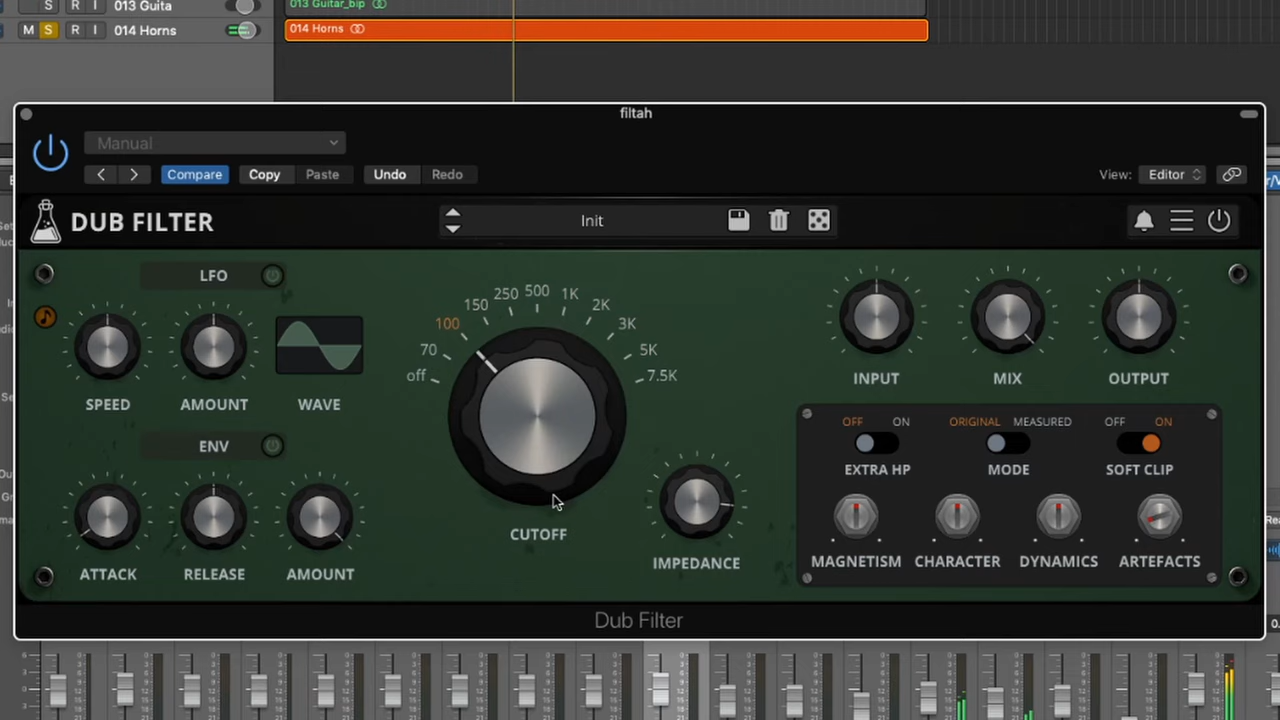 S R I 013 Guita
013 Guitar_bip
M S R I 014 Horns
014 Horns
filtah
Manual
Compare Copy Paste Undo Redo
View: Editor
DUB FILTER
Init
LFO
SPEED AMOUNT WAVE
ENV
ATTACK RELEASE AMOUNT
off 70 100 150 250 500 1K 2K 3K 5K 7.5K
CUTOFF
IMPEDANCE
INPUT MIX OUTPUT
OFF ON ORIGINAL MEASURED OFF ON
EXTRA HP MODE SOFT CLIP
MAGNETISM CHARACTER DYNAMICS ARTEFACTS
Dub Filter